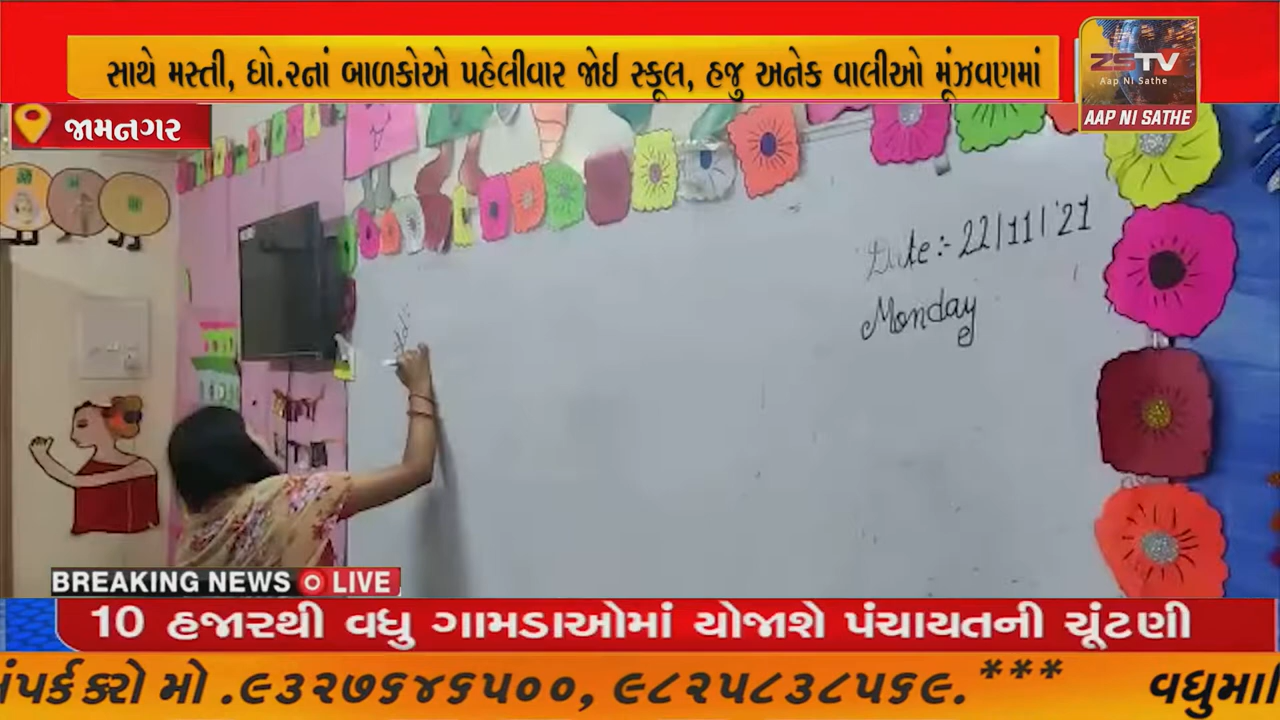 સાથે મસ્તી, ધો.૨નાં બાળકોએ પહેલીવાર જોઈ સ્કૂલ, હજુ અનેક વાલીઓ મૂંઝવણમાં
ZSTV
Aap Ni Sathe
AAP NI SATHE
જામનગર
Date :- 22/11/'21
Monday
BREAKING NEWS LIVE
10 હજારથી વધુ ગામડાઓમાં યોજાશે પંચાયતની ચૂંટણી
સંપર્ક કરો મો .૯૩૨૭૬૪૬૫૦૦, ૯૮૨૫૮૩૮૫૬૯. *** વધુમા